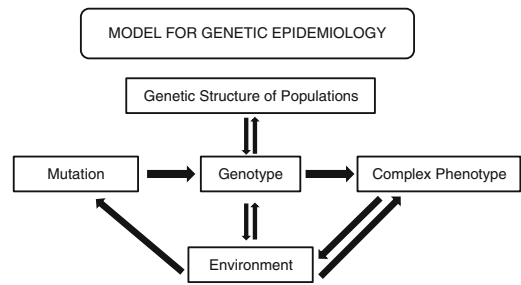 MODEL FOR GENETIC EPIDEMIOLOGY
Genetic Structure of Populations
Mutation
Genotype
Complex Phenotype
Environment